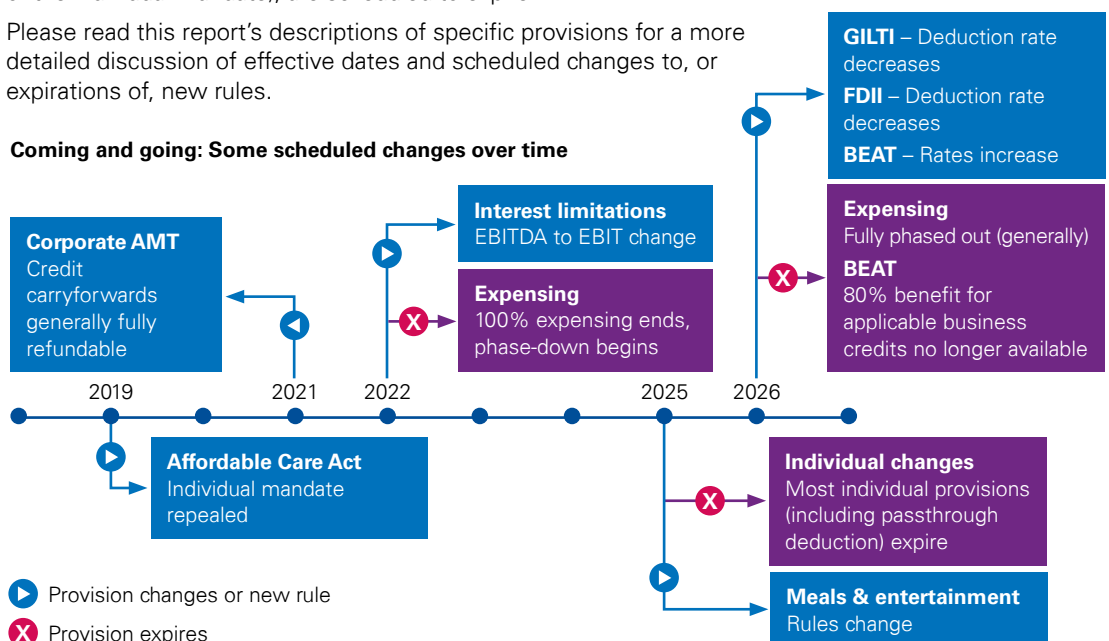 Please read this report’s descriptions of specific provisions for a more
detailed discussion of effective dates and scheduled changes to, or
expirations of, new rules.
Coming and going: Some scheduled changes over time
GILTI – Deduction rate
decreases
FDII – Deduction rate
decreases
BEAT – Rates increase
Interest limitations
EBITDA to EBIT change
Corporate AMT
Credit
carryforwards
generally fully
refundable
Expensing
100% expensing ends,
phase-down begins
Expensing
Fully phased out (generally)
BEAT
80% benefit for
applicable business
credits no longer available
X
X
2019
2021
2022
2025
2026
Affordable Care Act
Individual mandate
repealed
X
Individual changes
Most individual provisions
(including passthrough
deduction) expire
Meals & entertainment
Rules change
Provision changes or new rule
X Provision expires